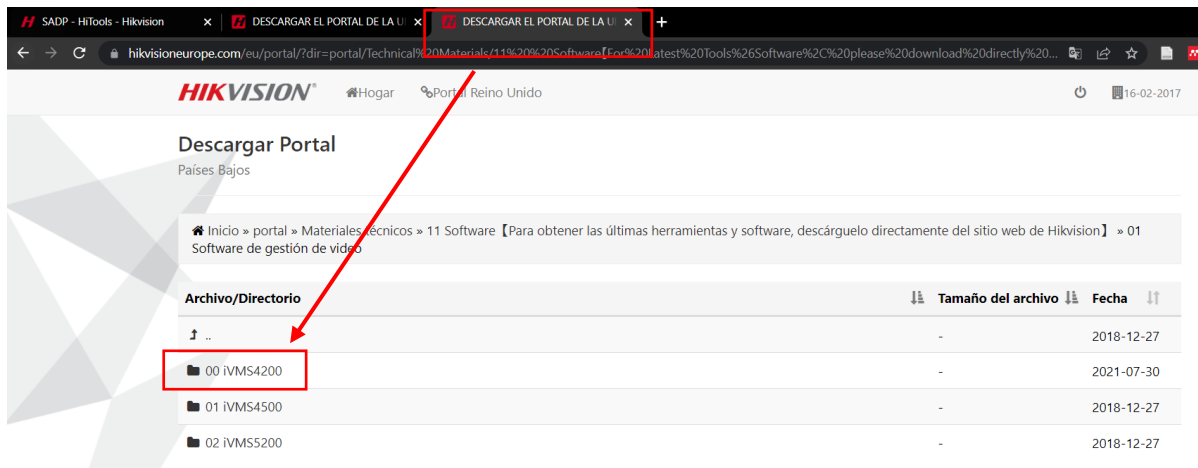 SADP - HiTools - Hikvision
DESCARGAR EL PORTAL DE LA U
DESCARGAR EL PORTAL DE LA U
hikvisioneurope.com/eu/portal/?dir=portal/Technical%20Materials/11%20%20Software【For%20Latest%20Tools%26Software%2C%20please%20download%20directly%20...
HIKVISION® Hogar Portal Reino Unido 16-02-2017
Descargar Portal
Países Bajos
Inicio » portal » Materiales técnicos » 11 Software【Para obtener las últimas herramientas y software, descárguelo directamente del sitio web de Hikvision】 » 01
Software de gestión de video
Archivo/Directorio Tamaño del archivo Fecha
.. - 2018-12-27
00 iVMS4200 - 2021-07-30
01 iVMS4500 - 2018-12-27
02 iVMS5200 - 2018-12-27